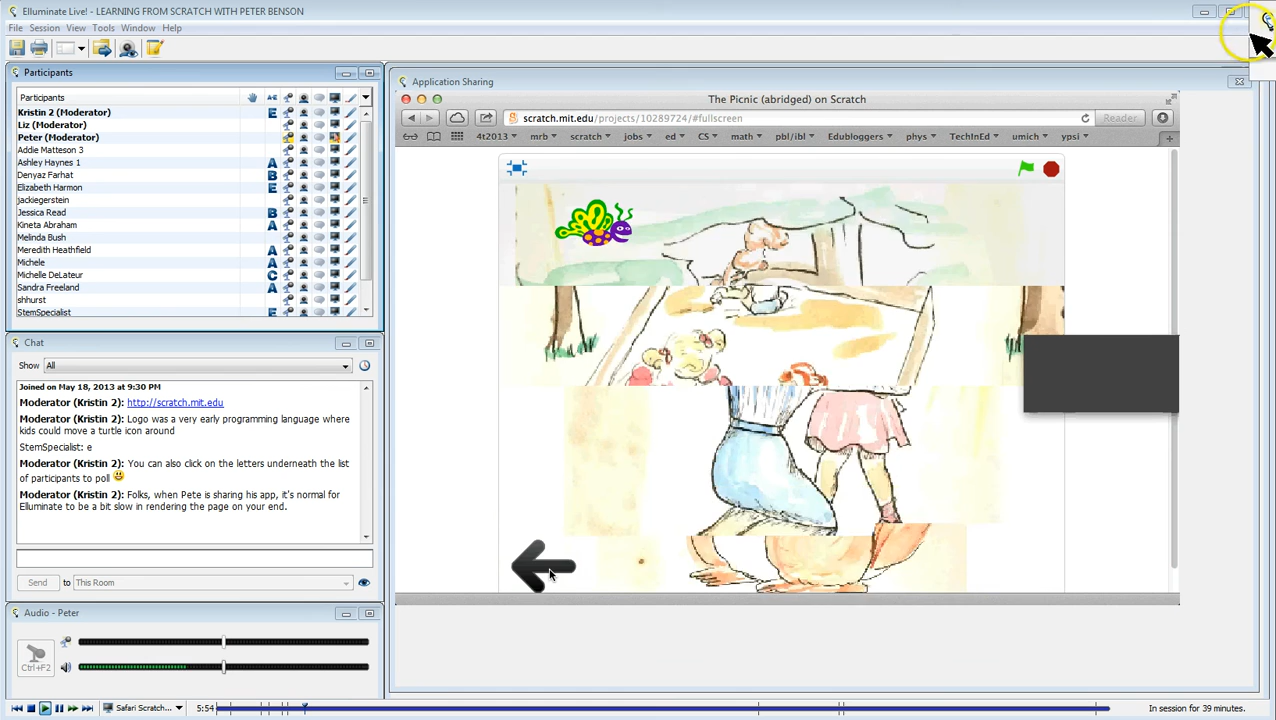 Elluminate Live! - LEARNING FROM SCRATCH WITH PETER BENSON
File Session View Tools Window Help
Participants
Participants
Kristin 2 (Moderator) E
Liz (Moderator)
Peter (Moderator)
Addie Matteson 3
Ashley Haynes 1 A
Denyaz Farhat B
Elizabeth Harmon E
jackiegerstein
Jessica Read B
Kineta Abraham A
Melinda Bush
Meredith Heathfield A
Michele A
Michelle DeLateur C
Sandra Freeland A
shhurst
StemSpecialist E
Chat
Show All
Joined on May 18, 2013 at 9:30 PM
Moderator (Kristin 2): http://scratch.mit.edu
Moderator (Kristin 2): Logo was a very early programming language where
kids could move a turtle icon around
StemSpecialist: e
Moderator (Kristin 2): You can also click on the letters underneath the list
of participants to poll
Moderator (Kristin 2): Folks, when Pete is sharing his app, it's normal for
Elluminate to be a bit slow in rendering the page on your end.
Send to This Room
Audio - Peter
Ctrl+F2
Application Sharing
The Picnic (abridged) on Scratch
scratch.mit.edu/projects/10289724/#fullscreen Reader
4t2013 mrb scratch jobs ed CS math pbl/ibl Edubloggers phys TechInEd umich ypsi
Safari Scratch... 5:54 In session for 39 minutes.